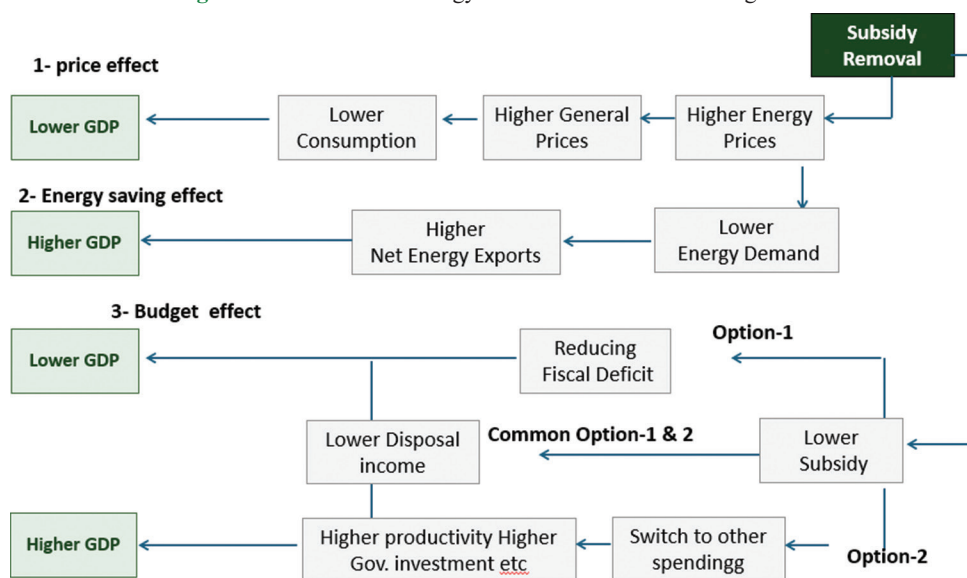 Subsidy
Removal
1- price effect
Lower GDP
Lower
Consumption
Higher General
Prices
Higher Energy
Prices
2- Energy saving effect
Higher GDP
Higher
Net Energy Exports
Lower
Energy Demand
3- Budget effect
Lower GDP
Reducing
Fiscal Deficit
Option-1
Lower Disposal
income
Common Option-1 & 2
Lower
Subsidy
Higher GDP
Higher productivity Higher
Gov. investment etc
Switch to other
spendingg
Option-2